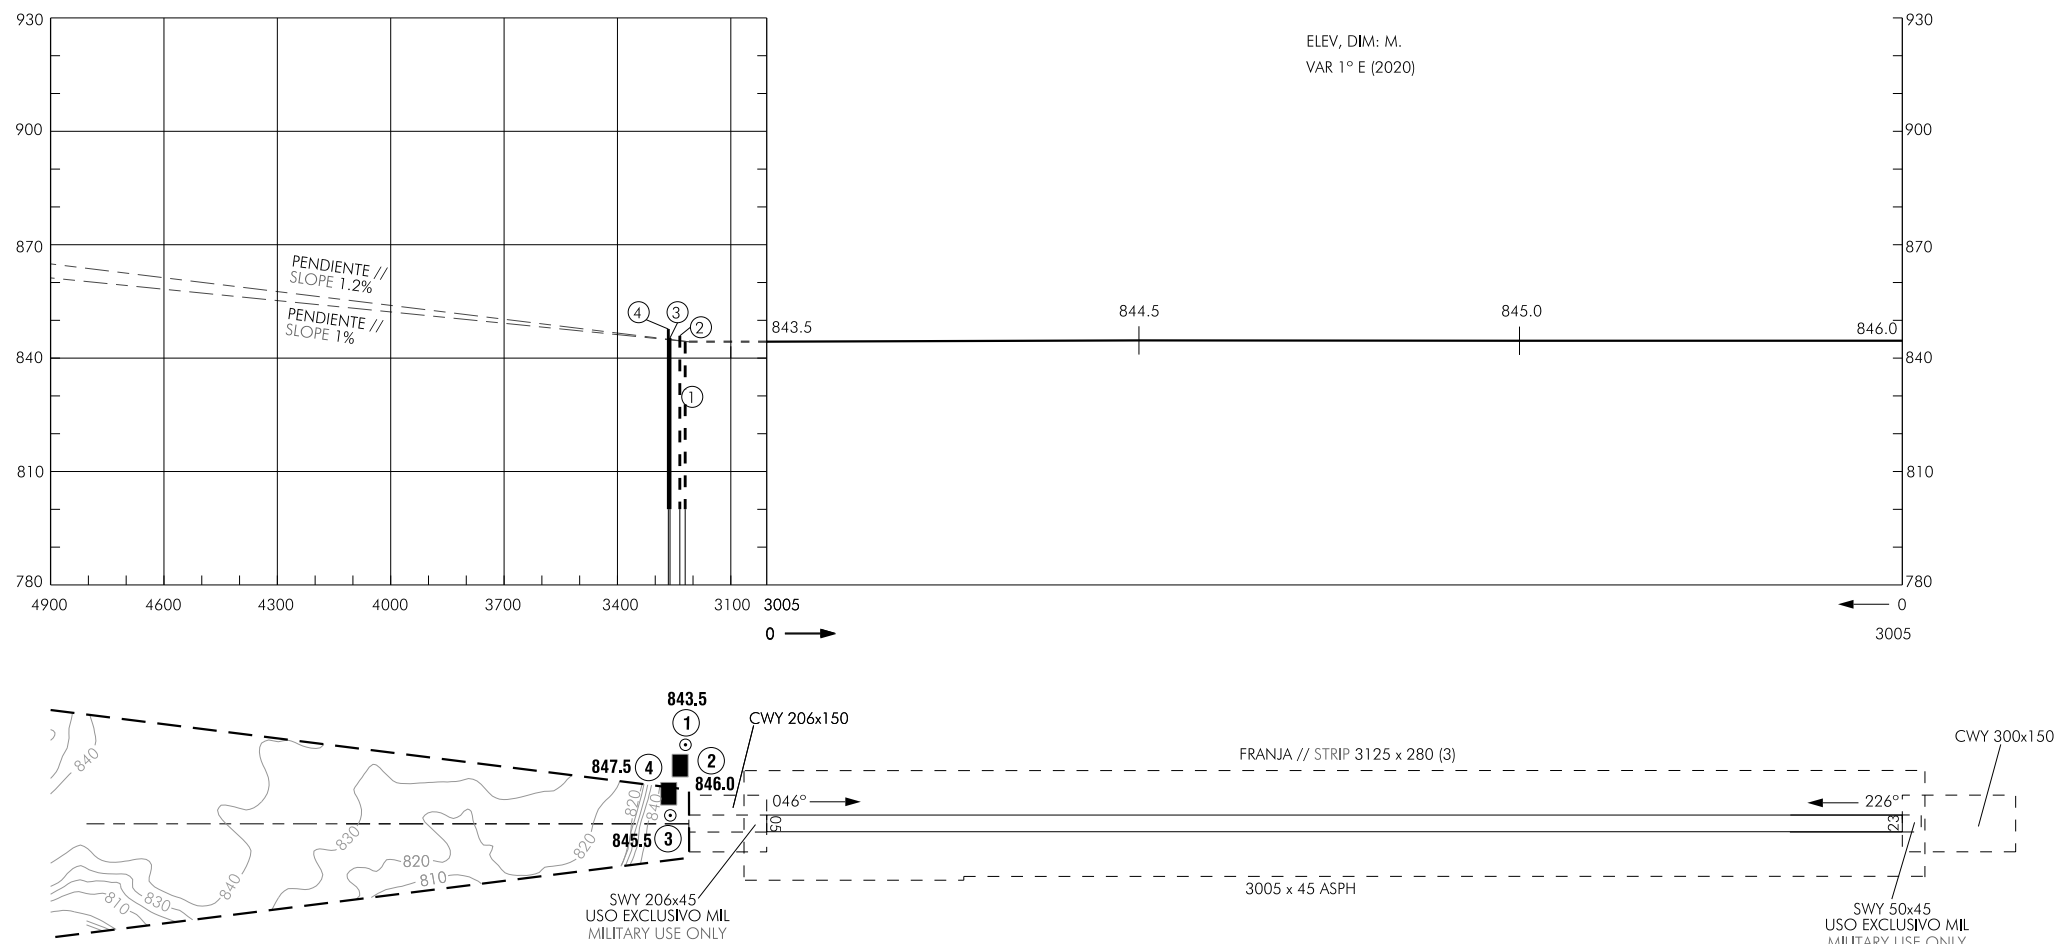 930
930
ELEV, DIM: M.
VAR 1° E (2020)
900
900
870
870
PENDIENTE //
SLOPE 1.2%
PENDIENTE //
SLOPE 1%
4
3
2
843.5
844.5
845.0
846.0
840
840
1
810
810
780
780
4900 4600 4300 4000 3700 3400 3100 3005
0
0
3005
843.5
1
CWY 206x150
CWY 300x150
FRANJA // STRIP 3125 x 280 (3)
847.5 4
2
846.0
840
820
840
046°
226°
05
23
830
820
845.5 3
820
810
840
830
810
3005 x 45 ASPH
SWY 206x45
USO EXCLUSIVO MIL
MILITARY USE ONLY
SWY 50x45
USO EXCLUSIVO MIL
MILITARY USE ONLY